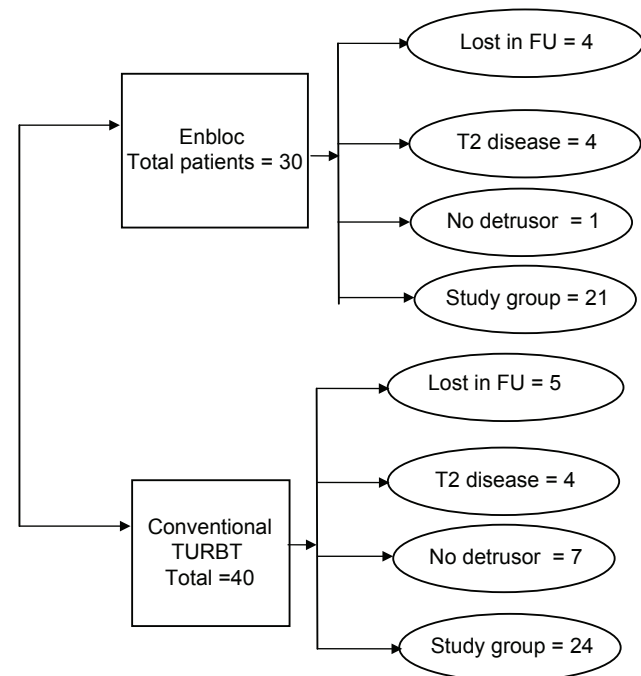 Enbloc
Total patients = 30
Lost in FU = 4
T2 disease = 4
No detrusor = 1
Study group = 21
Conventional
TURBT
Total =40
Lost in FU = 5
T2 disease = 4
No detrusor = 7
Study group = 24